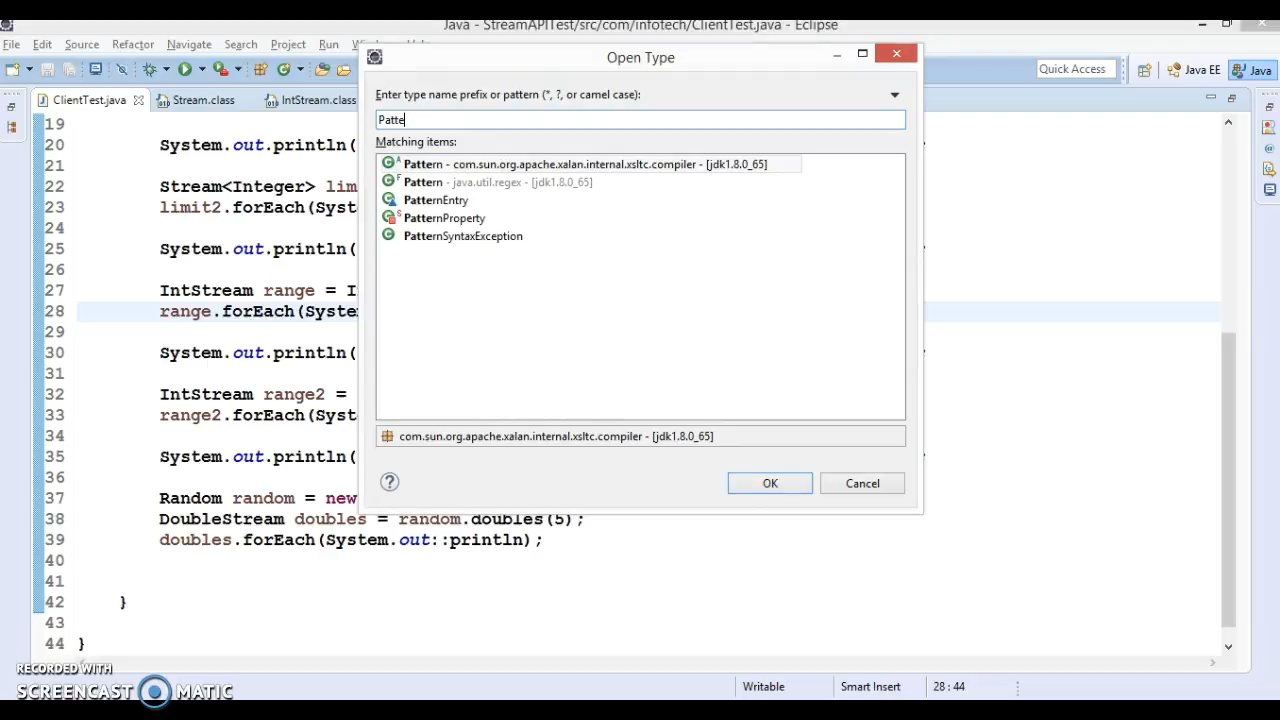 Java - StreamAPITest/src/com/infotech/ClientTest.java - Eclipse
File Edit Source Refactor Navigate Search Project Run
Open Type
Quick Access
Java EE
Java
ClientTest.java
Stream.class
IntStream.class
Enter type name prefix or pattern (*, ?, or camel case):
Patte
Matching items:
Pattern - com.sun.org.apache.xalan.internal.xsltc.compiler - [jdk1.8.0_65]
Pattern - java.util.regex - [jdk1.8.0_65]
PatternEntry
PatternProperty
PatternSyntaxException
com.sun.org.apache.xalan.internal.xsltc.compiler - [jdk1.8.0_65]
OK
Cancel
19
20 System.out.println(
21
22 Stream<Integer> lim
23 limit2.forEach(Syst
24
25 System.out.println(
26
27 IntStream range = I
28 range.forEach(Syste
29
30 System.out.println(
31
32 IntStream range2 =
33 range2.forEach(Syst
34
35 System.out.println(
36
37 Random random = new
38 DoubleStream doubles = random.doubles(5);
39 doubles.forEach(System.out::println);
40
41
42 }
43
44 }
RECORDED WITH
SCREENCAST MATIC
Writable
Smart Insert
28 : 44